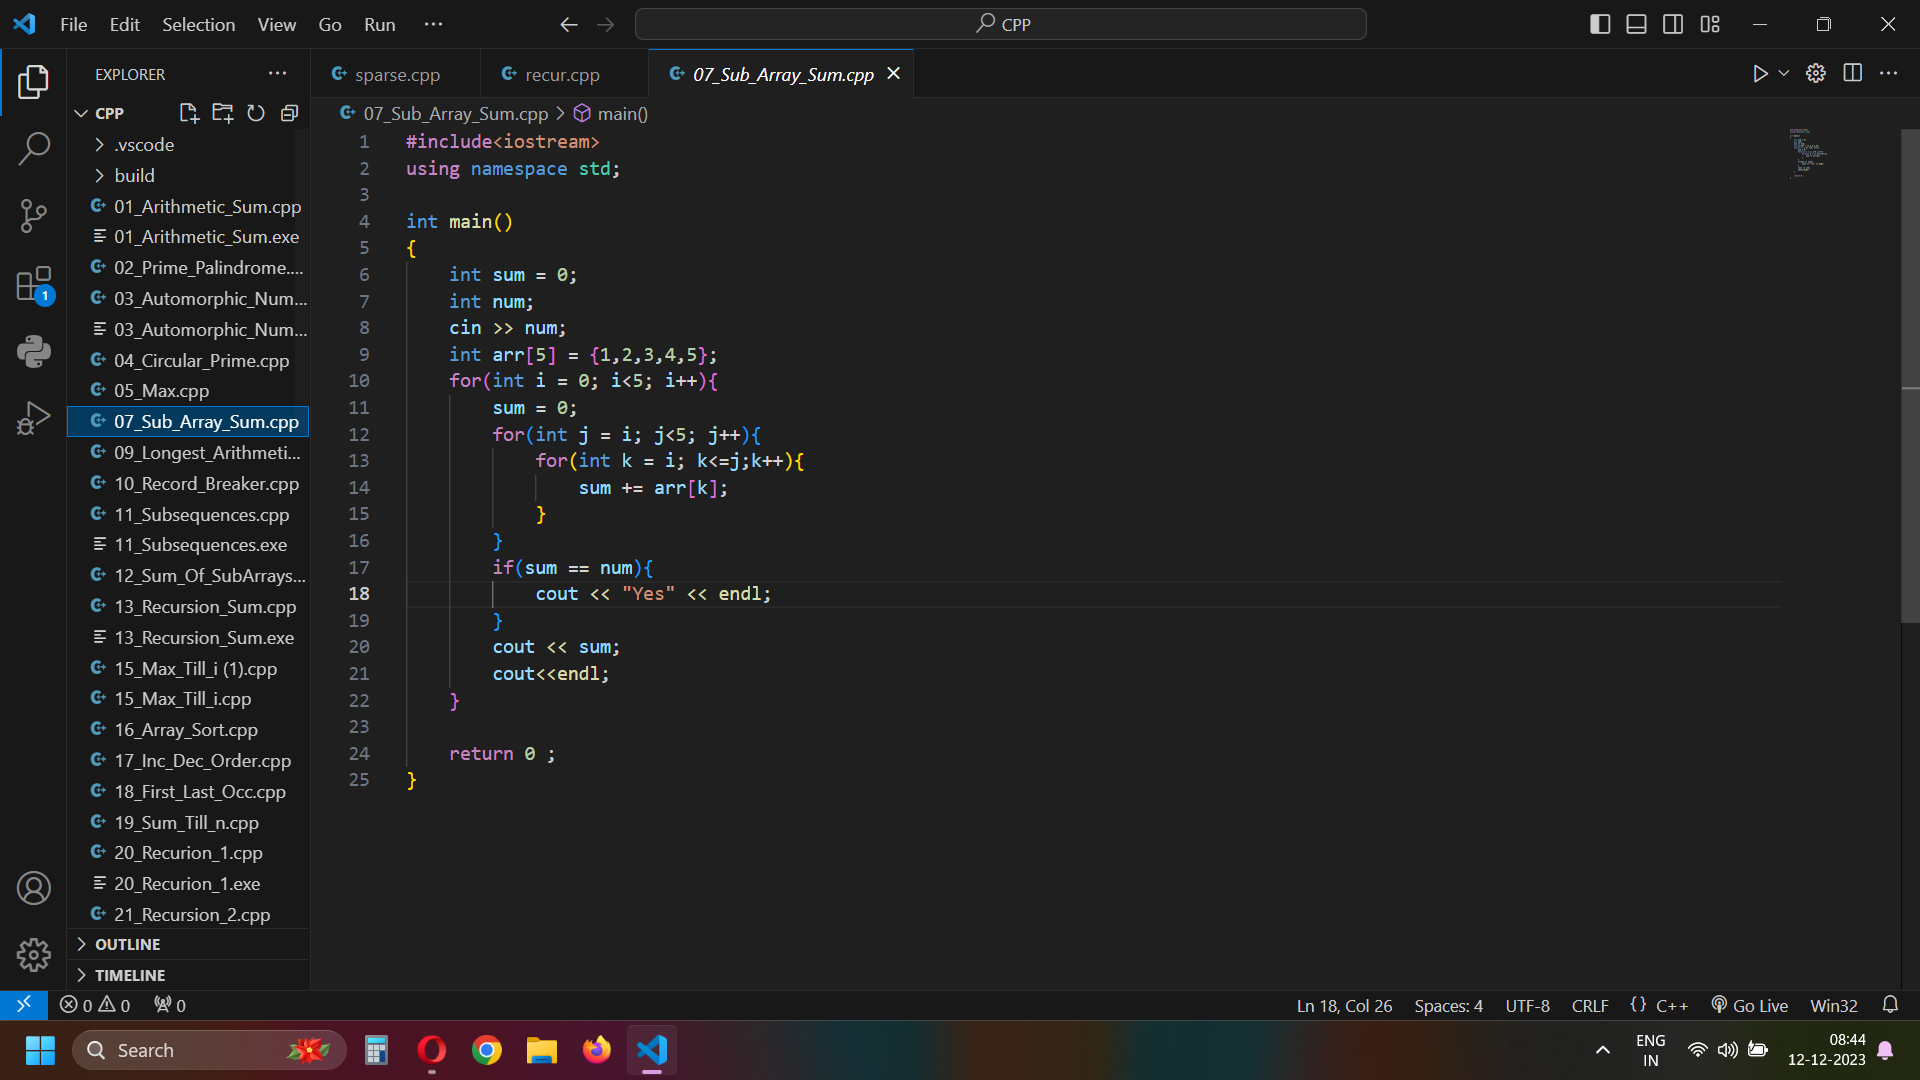 File Edit Selection View Go Run ···
CPP
EXPLORER ···
sparse.cpp
recur.cpp
07_Sub_Array_Sum.cpp
CPP
07_Sub_Array_Sum.cpp > main()
.vscode
build
01_Arithmetic_Sum.cpp
01_Arithmetic_Sum.exe
02_Prime_Palindrome....
03_Automorphic_Num...
03_Automorphic_Num...
04_Circular_Prime.cpp
05_Max.cpp
07_Sub_Array_Sum.cpp
09_Longest_Arithmeti...
10_Record_Breaker.cpp
11_Subsequences.cpp
11_Subsequences.exe
12_Sum_Of_SubArrays...
13_Recursion_Sum.cpp
13_Recursion_Sum.exe
15_Max_Till_i (1).cpp
15_Max_Till_i.cpp
16_Array_Sort.cpp
17_Inc_Dec_Order.cpp
18_First_Last_Occ.cpp
19_Sum_Till_n.cpp
20_Recurion_1.cpp
20_Recurion_1.exe
21_Recursion_2.cpp
OUTLINE
TIMELINE
1
1 #include<iostream>
2 using namespace std;
3
4 int main()
5 {
6     int sum = 0;
7     int num;
8     cin >> num;
9     int arr[5] = {1,2,3,4,5};
10     for(int i = 0; i<5; i++){
11         sum = 0;
12         for(int j = i; j<5; j++){
13             for(int k = i; k<=j;k++){
14                 sum += arr[k];
15             }
16         }
17         if(sum == num){
18             cout << "Yes" << endl;
19         }
20         cout << sum;
21         cout<<endl;
22     }
23
24     return 0 ;
25 }
0 0 0
Ln 18, Col 26 Spaces: 4 UTF-8 CRLF {} C++ Go Live Win32
Search
ENG
IN
08:44
12-12-2023